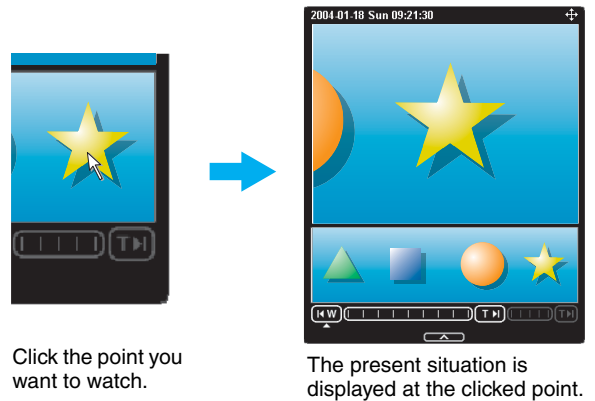 2004-01-18 Sun 09:21:30
T
W T T
Click the point you
want to watch.
The present situation is
displayed at the clicked point.